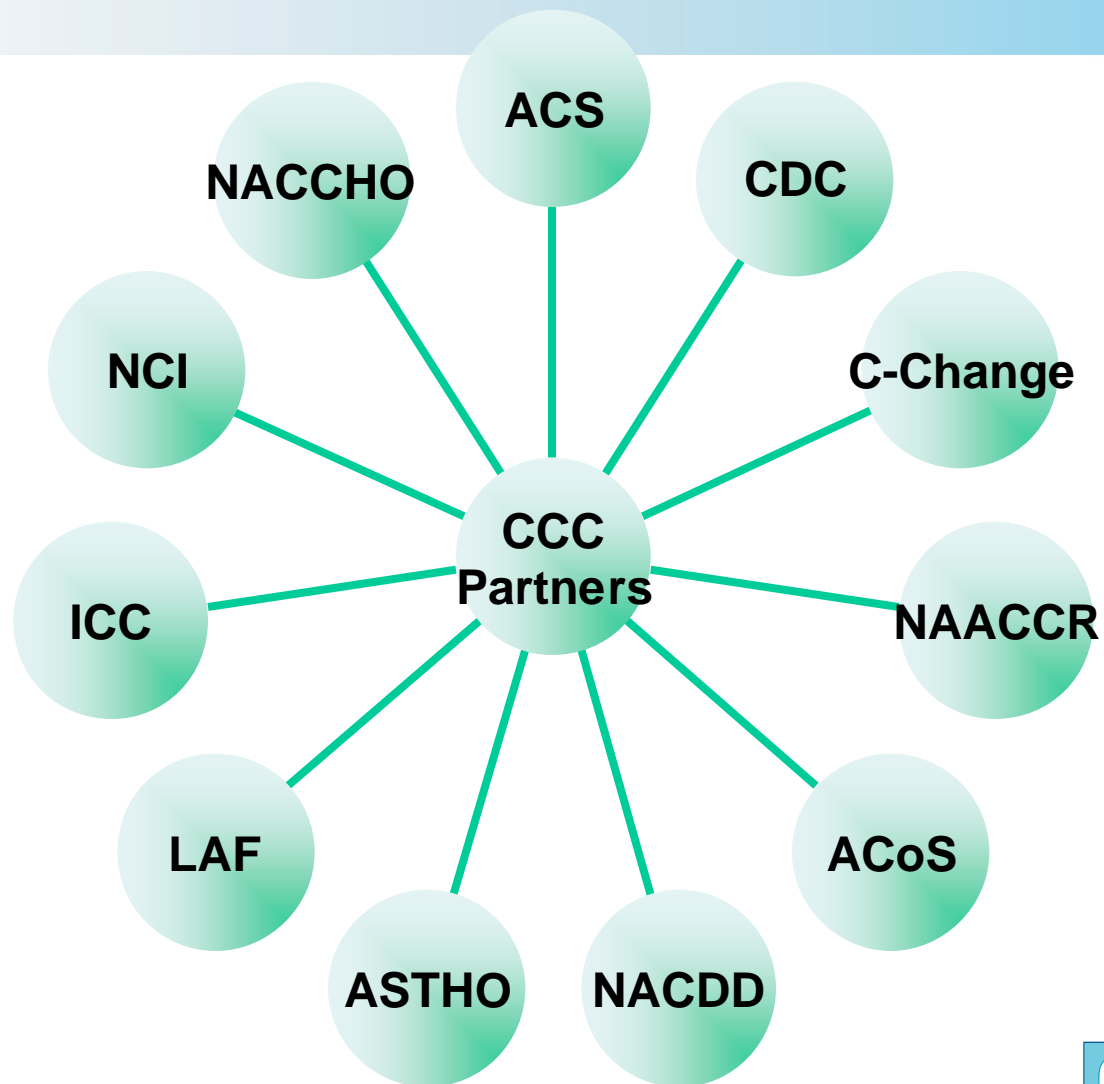 ACS
CDC
C-Change
NAACCR
ACoS
NACDD
ASTHO
LAF
ICC
NCI
NACCHO
CCC
Partners